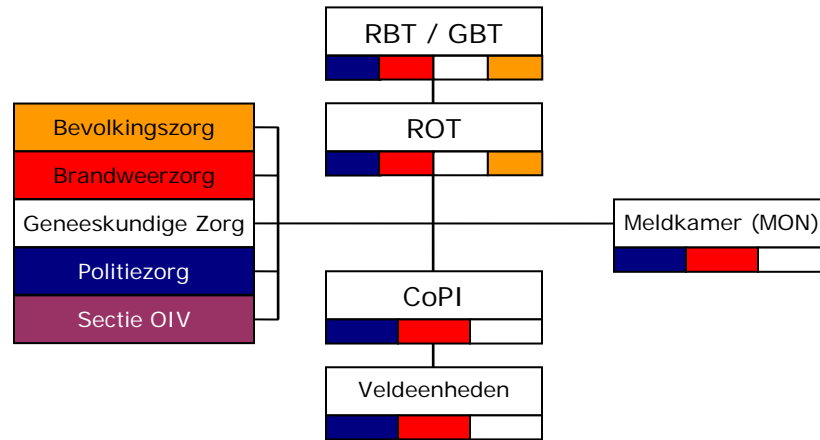 RBT / GBT
ROT
Bevolkingszorg
Brandweerzorg
Geneeskundige Zorg
Politiezorg
Sectie OIV
Meldkamer (MON)
CoPI
Veldeenheden